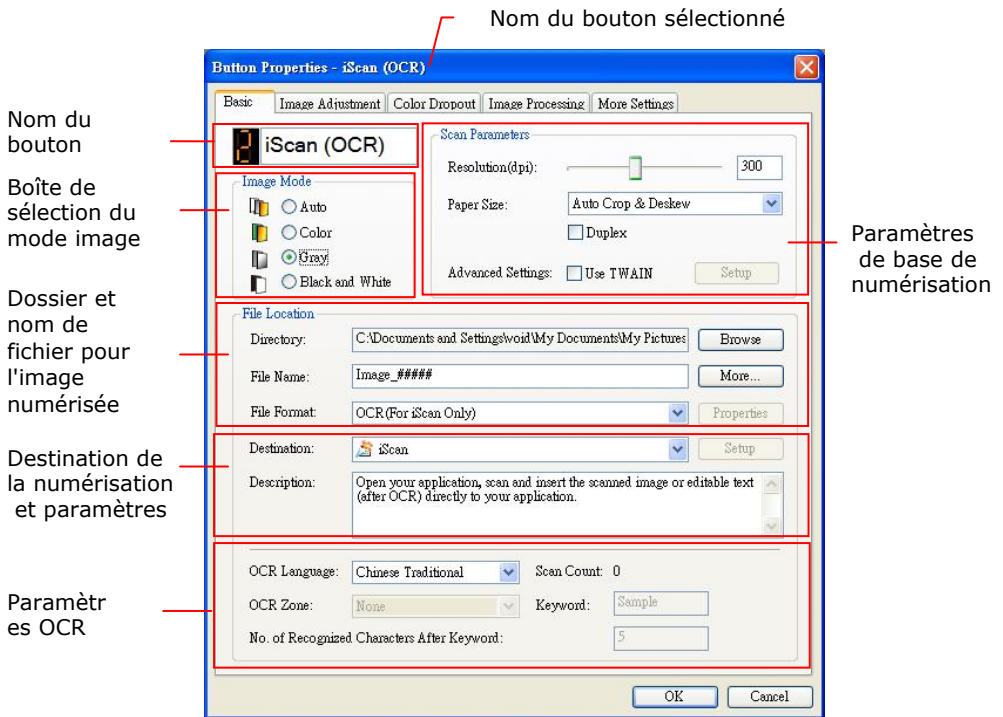 Nom du bouton sélectionné
Button Properties - iScan (OCR)
Basic
Image Adjustment
Color Dropout
Image Processing
More Settings
Nom du
bouton
2 iScan (OCR)
Boîte de
sélection du
mode image
Image Mode
Auto
Color
Gray
Black and White
Scan Parameters
Resolution(dpi): 300
Paper Size: Auto Crop & Deskew
Duplex
Advanced Settings: Use TWAIN Setup
Paramètres
de base de
numérisation
Dossier et
nom de
fichier pour
l'image
numérisée
File Location
Directory: C:\Documents and Settings\void\My Documents\My Pictures Browse
File Name: Image_##### More...
File Format: OCR(For iScan Only) Properties
Destination de
la numérisation
et paramètres
Destination: iScan Setup
Description: Open your application, scan and insert the scanned image or editable text
(after OCR) directly to your application.
Paramètr
es OCR
OCR Language: Chinese Traditional Scan Count: 0
OCR Zone: None Keyword: Sample
No. of Recognized Characters After Keyword: 5
OK Cancel